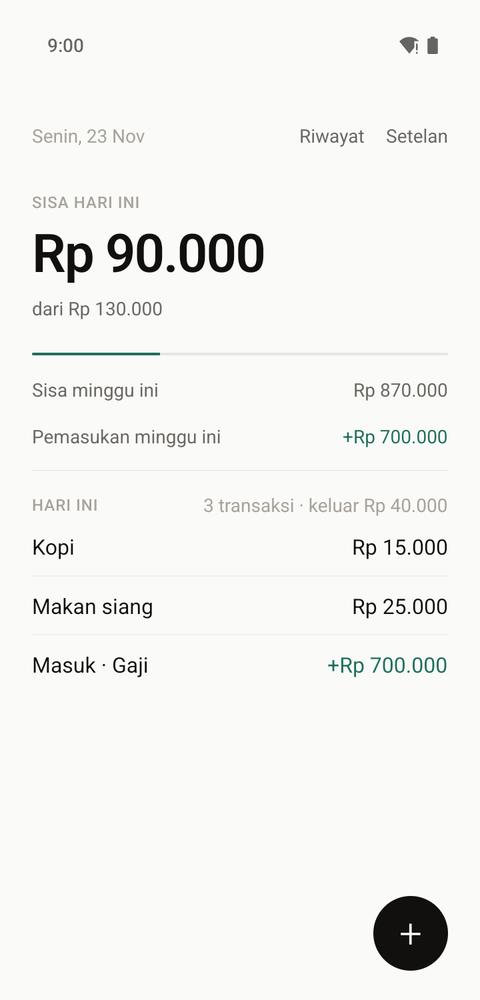 9:00
Senin, 23 Nov Riwayat Setelan
SISA HARI INI
Rp 90.000
dari Rp 130.000
Sisa minggu ini Rp 870.000
Pemasukan minggu ini +Rp 700.000
HARI INI 3 transaksi · keluar Rp 40.000
Kopi Rp 15.000
Makan siang Rp 25.000
Masuk · Gaji +Rp 700.000